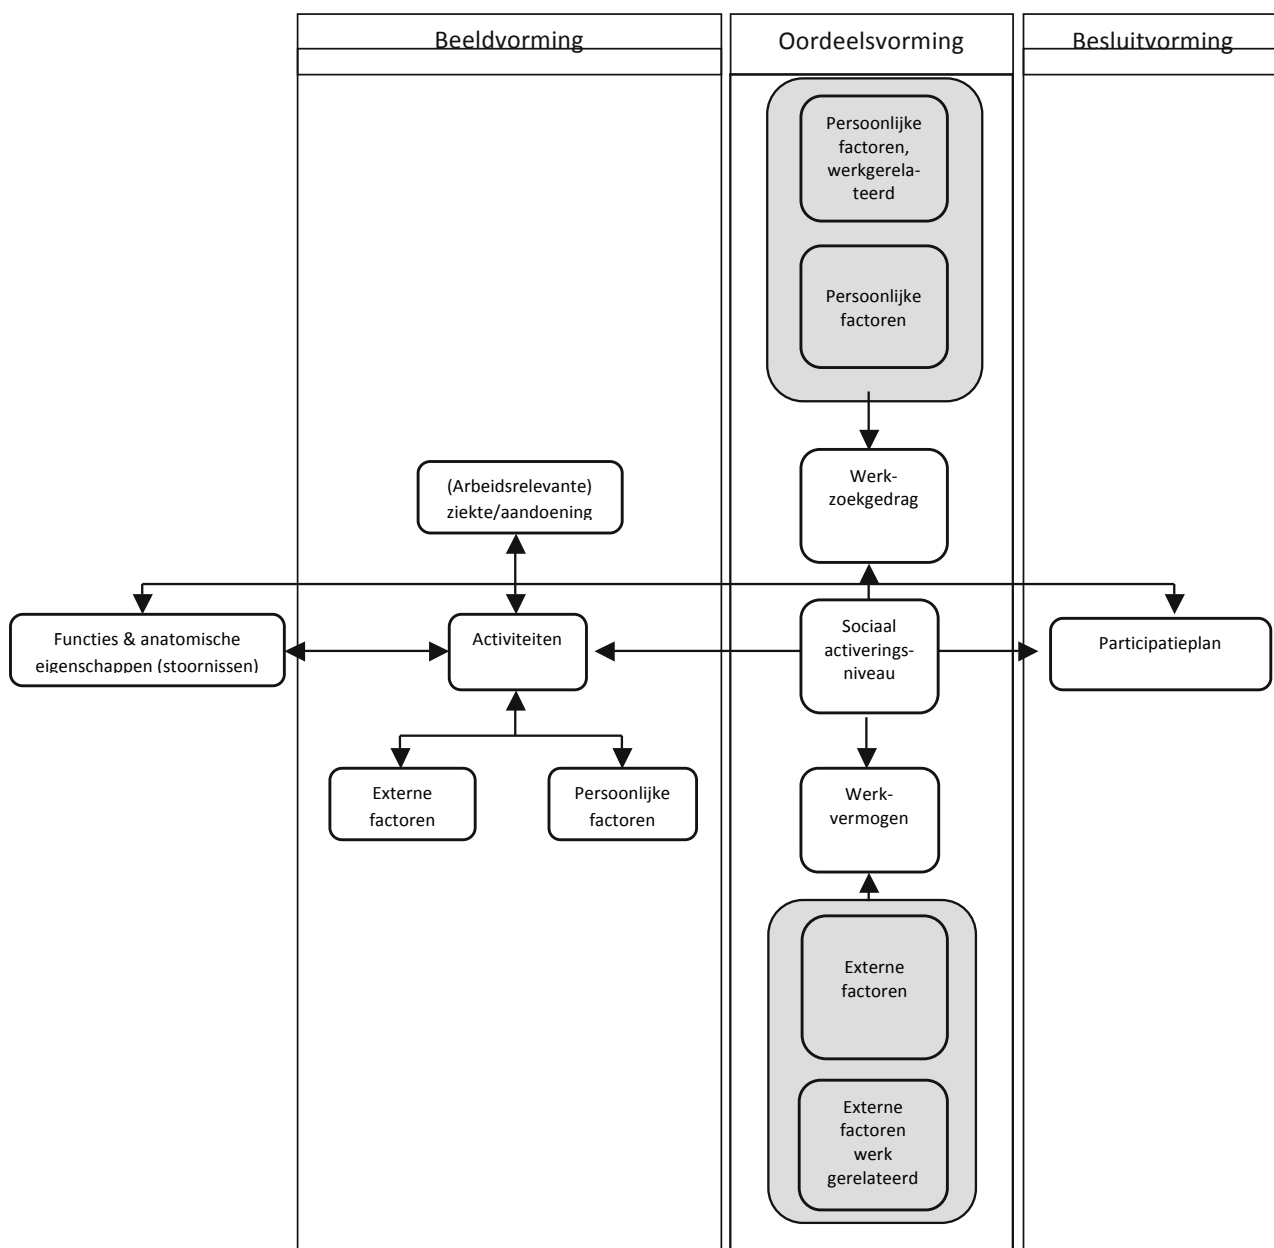 Beeldvorming
Oordeelsvorming
Besluitvorming
Persoonlijke
factoren,
werkgerela-
teerd
Persoonlijke
factoren
Werk-
zoekgedrag
(Arbeidsrelevante)
ziekte/aandoening
Functies & anatomische
eigenschappen (stoornissen)
Activiteiten
Sociaal
activerings-
niveau
Participatieplan
Externe
factoren
Persoonlijke
factoren
Werk-
vermogen
Externe
factoren
Externe
factoren
werk
gerelateerd